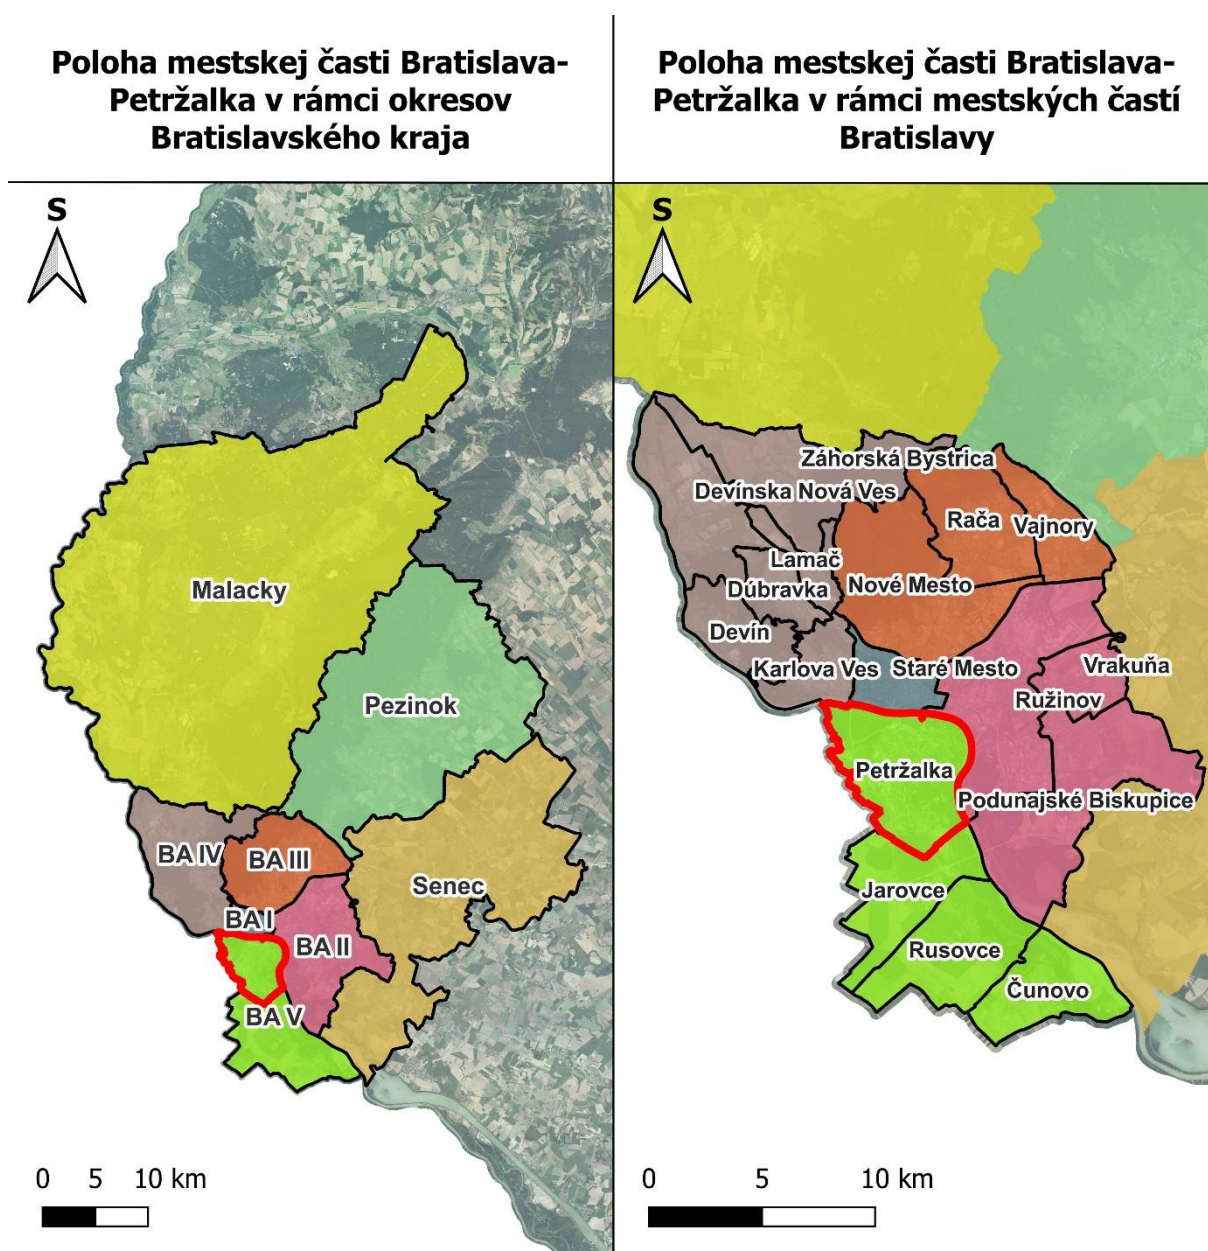 Poloha mestskej časti Bratislava-
Petržalka v rámci okresov
Bratislavského kraja
S
Malacky
Pezinok
BA IV
BA III
Senec
BA I
BA II
BA V
0 5 10 km
Poloha mestskej časti Bratislava-
Petržalka v rámci mestských častí
Bratislavy
S
Záhorská Bystrica
Devínska Nová Ves
Rača
Vajnory
Lamač
Dúbravka
Nové Mesto
Devín
Karlova Ves
Staré Mesto
Vrakuňa
Ružinov
Petržalka
Podunajské Biskupice
Jarovce
Rusovce
Čunovo
0 5 10 km